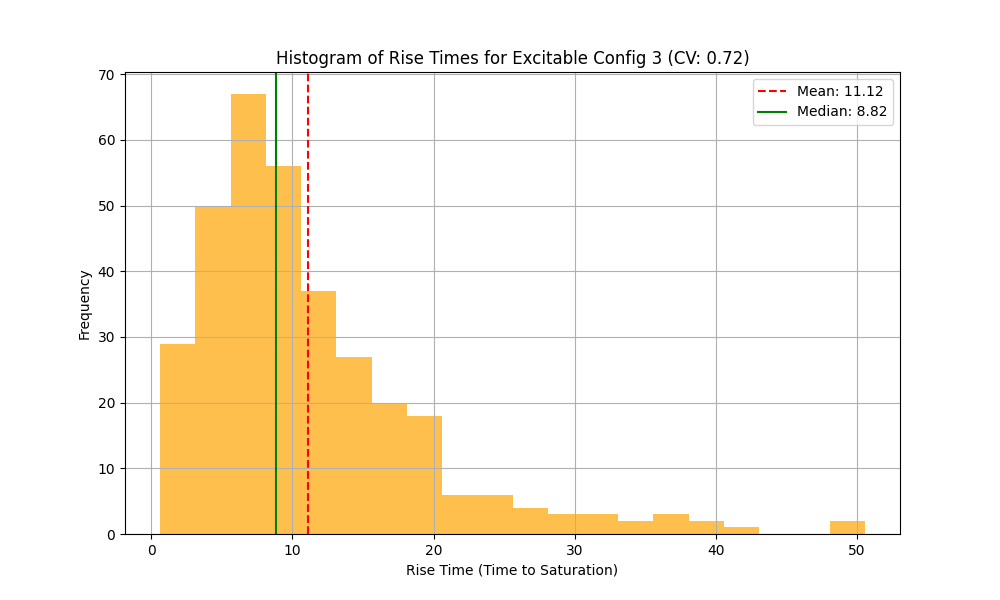 Histogram of Rise Times for Excitable Config 3 (CV: 0.72)
Mean: 11.12
Median: 8.82
Frequency
70
60
50
40
30
20
10
0
0 10 20 30 40 50
Rise Time (Time to Saturation)